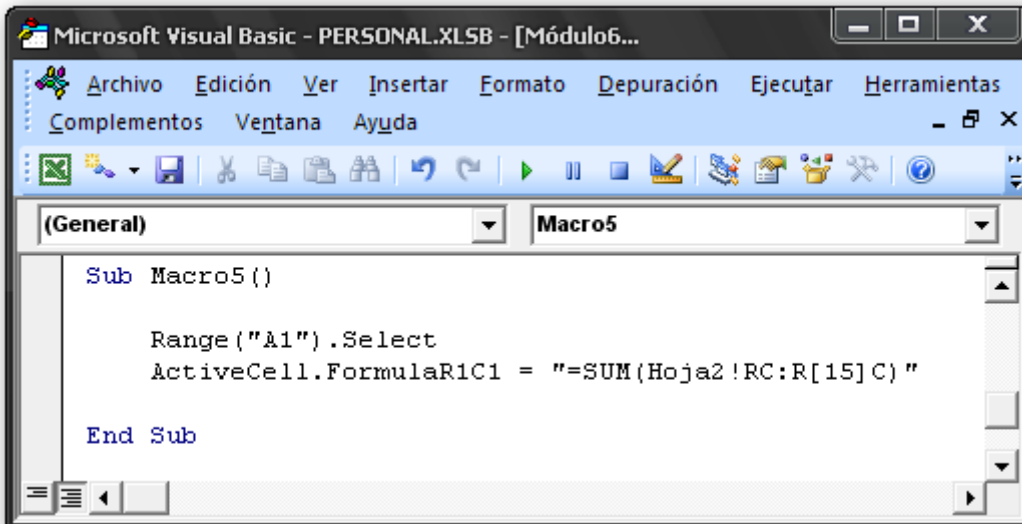 Microsoft Visual Basic - PERSONAL.XLSB - [Módulo6...
Archivo Edición Ver Insertar Formato Depuración Ejecutar Herramientas
Complementos Ventana Ayuda
(General) Macro5
Sub Macro5()
Range("A1").Select
ActiveCell.FormulaR1C1 = "=SUM(Hoja2!RC:R[15]C)"
End Sub